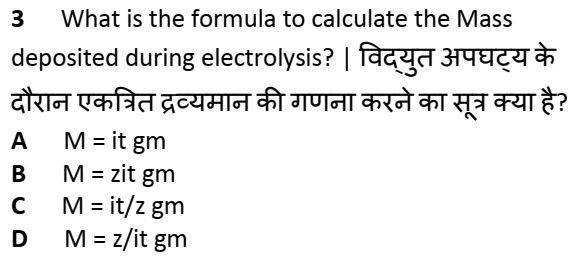 3 What is the formula to calculate the Mass
deposited during electrolysis? | विद्युत अपघट्य के
दौरान एकत्रित द्रव्यमान की गणना करने का सूत्र क्या है?
A M = it gm
B M = zit gm
C M = it/z gm
D M = z/it gm